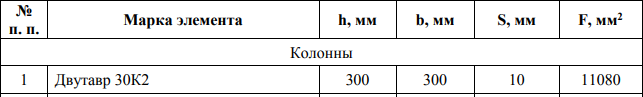 № п. п. Марка элемента h, мм b, мм S, мм F, мм²
Колонны
1 Двутавр 30К2 300 300 10 11080